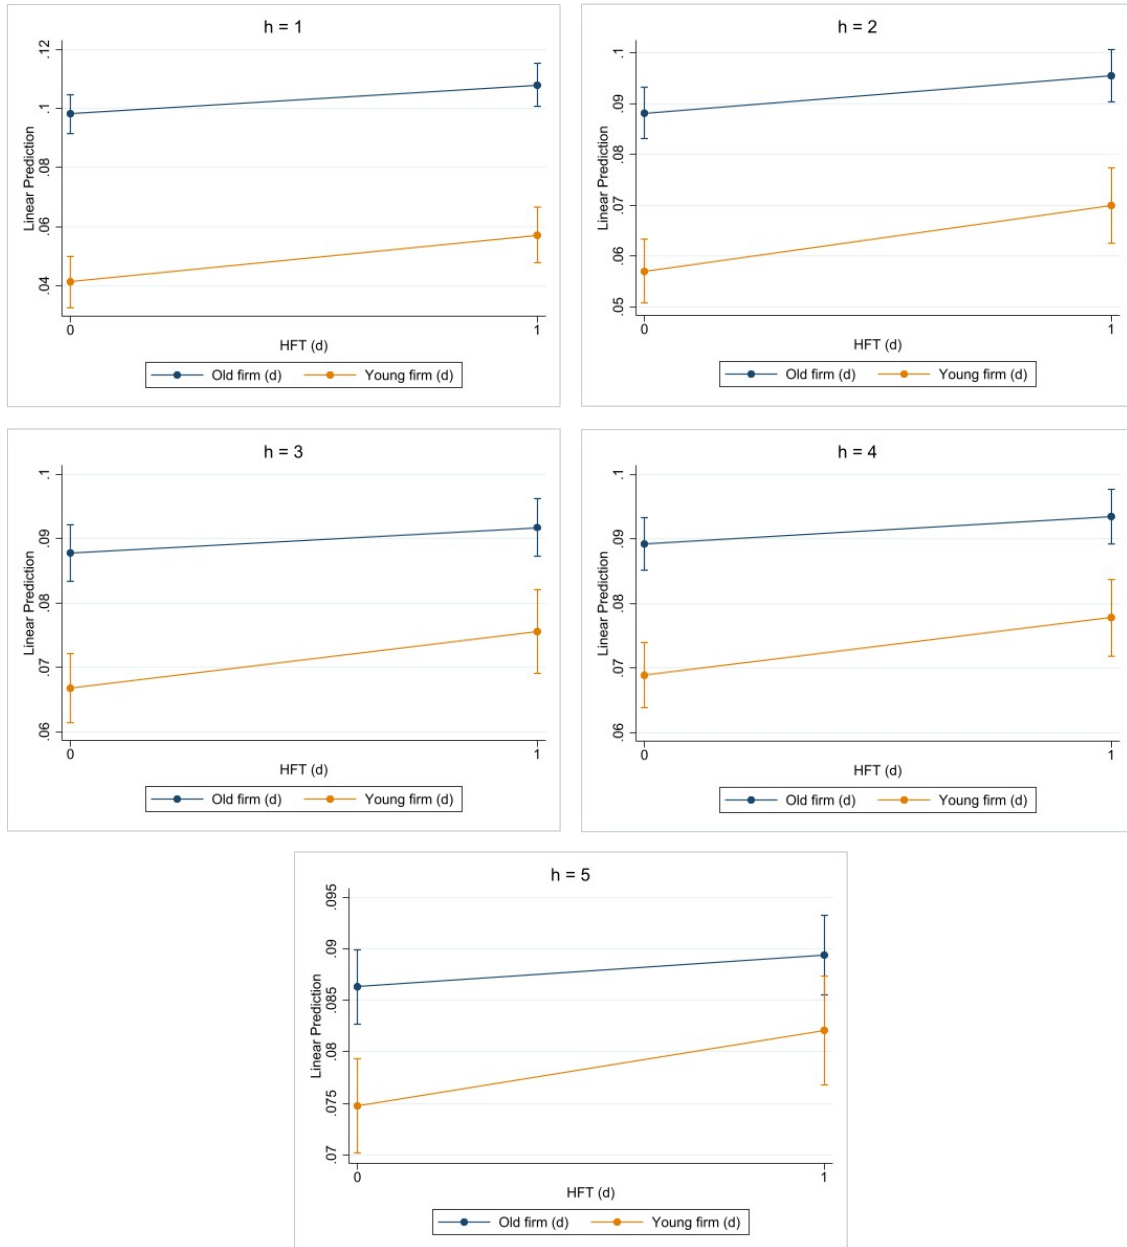 h = 1
Linear Prediction
.12
.1
.08
.06
.04
0
1
HFT (d)
Old firm (d)
Young firm (d)
h = 2
Linear Prediction
.1
.09
.08
.07
.06
.05
0
1
HFT (d)
Old firm (d)
Young firm (d)
h = 3
Linear Prediction
.1
.09
.08
.07
.06
0
1
HFT (d)
Old firm (d)
Young firm (d)
h = 4
Linear Prediction
.1
.09
.08
.07
.06
0
1
HFT (d)
Old firm (d)
Young firm (d)
h = 5
Linear Prediction
.095
.09
.085
.08
.075
.07
0
1
HFT (d)
Old firm (d)
Young firm (d)